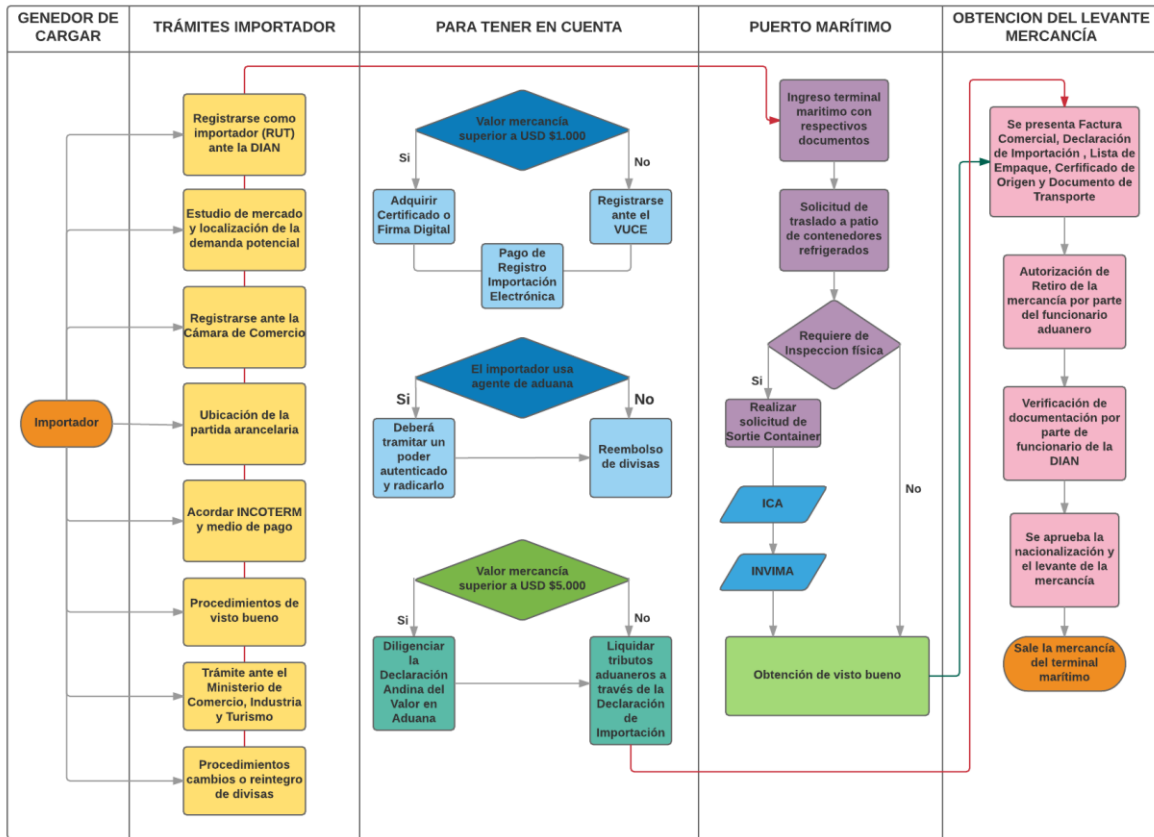 GENEDOR DE
CARGAR
TRÁMITES IMPORTADOR
PARA TENER EN CUENTA
PUERTO MARÍTIMO
OBTENCION DEL LEVANTE
MERCANCÍA
Importador
Registrarse como
importador (RUT)
ante la DIAN
Estudio de mercado
y localización de la
demanda potencial
Registrarse ante la
Cámara de Comercio
Ubicación de la
partida arancelaria
Acordar INCOTERM
y medio de pago
Procedimientos de
visto bueno
Trámite ante el
Ministerio de
Comercio, Industria
y Turismo
Procedimientos
cambios o reintegro
de divisas
Valor mercancía
superior a USD $1.000
Si
No
Adquirir
Certificado o
Firma Digital
Registrarse
ante el
VUCE
Pago de
Registro
Importación
Electrónica
El importador usa
agente de aduana
Si
No
Deberá
tramitar un
poder
autenticado
y radicarlo
Reembolso
de divisas
Valor mercancía
superior a USD $5.000
Si
No
Diligenciar
la
Declaración
Andina del
Valor en
Aduana
Liquidar
tributos
aduaneros a
través de la
Declaración
de
Importación
Ingreso terminal
maritimo con
respectivos
documentos
Solicitud de
traslado a patio
de contenedores
refrigerados
Requiere de
Inspeccion física
Si
No
Realizar
solicitud de
Sortie Container
ICA
INVIMA
Obtención de visto bueno
Se presenta Factura
Comercial, Declaración
de Importación , Lista de
Empaque, Cerfificado de
Origen y Documento de
Transporte
Autorización de
Retiro de la
mercancía por parte
del funcionario
aduanero
Verificación de
documentación por
parte de
funcionario de la
DIAN
Se aprueba la
nacionalización y
el levante de la
mercancía
Sale la mercancía
del terminal
marítimo